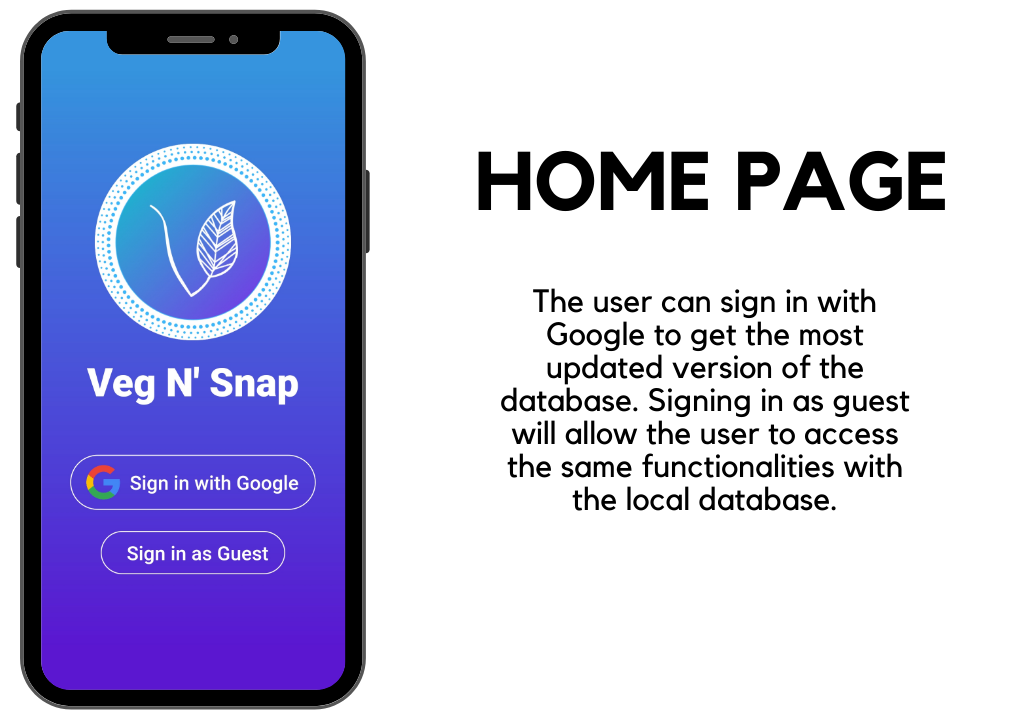 Veg N' Snap
Sign in with Google
Sign in as Guest
HOME PAGE
The user can sign in with
Google to get the most
updated version of the
database. Signing in as guest
will allow the user to access
the same functionalities with
the local database.